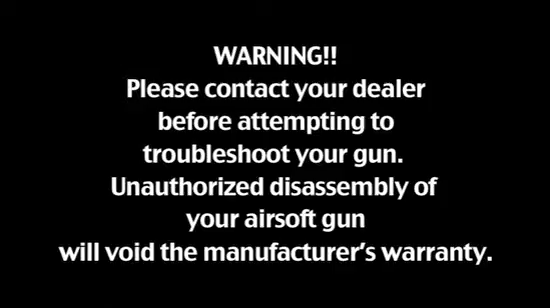 WARNING!!
Please contact your dealer
before attempting to
troubleshoot your gun.
Unauthorized disassembly of
your airsoft gun
will void the manufacturer's warranty.